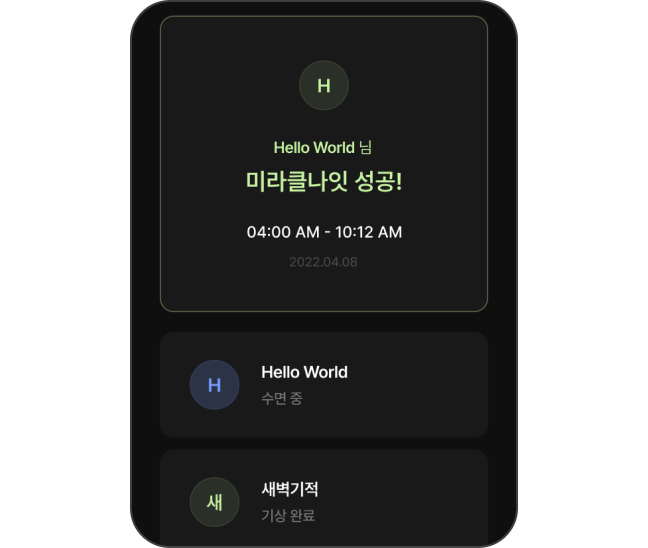 H
Hello World 님
미라클나잇 성공!
04:00 AM - 10:12 AM
2022.04.08
H
Hello World
수면 중
새
새벽기적
기상 완료